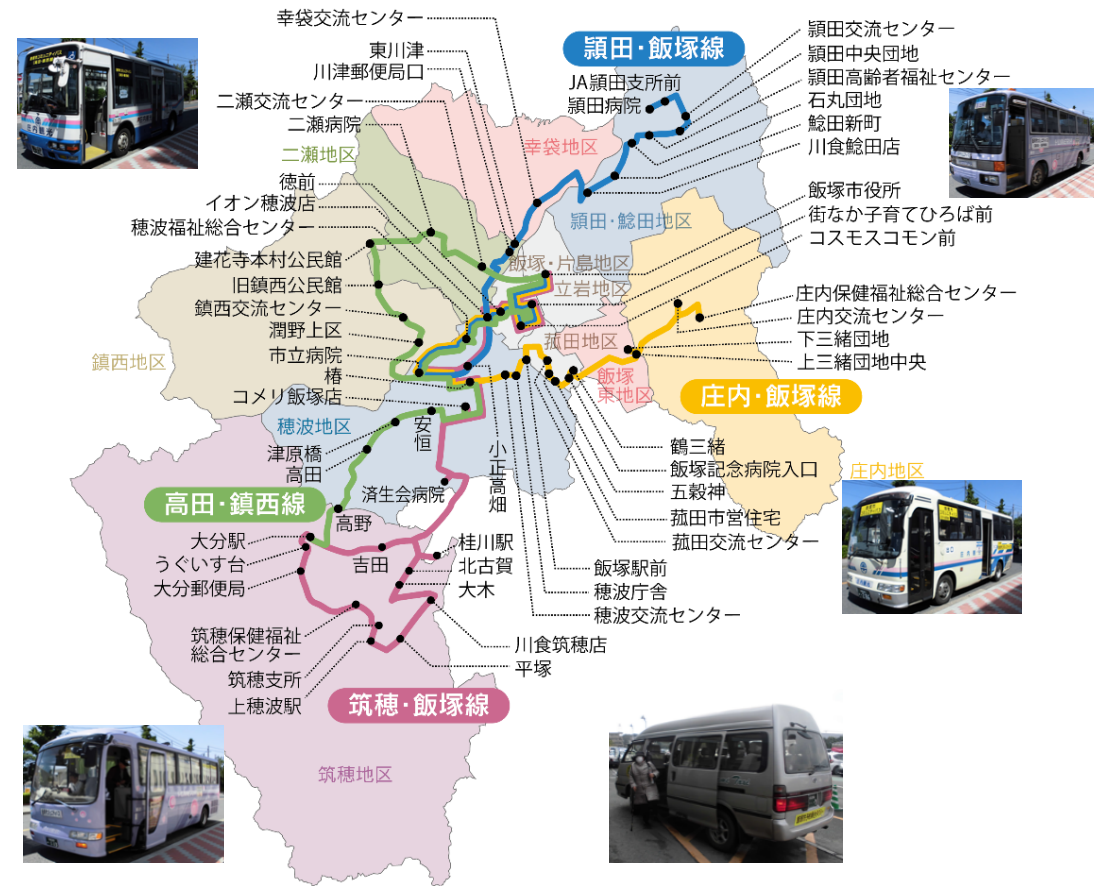 幸袋交流センター
東川津
川津郵便局口
二瀬交流センター
二瀬病院
徳前
イオン穂波店
穂波福祉総合センター
建花寺本村公民館
旧鎮西公民館
鎮西交流センター
潤野上区
市立病院
椿
コメリ飯塚店
津原橋
高田
安恒
済生会病院
高野
小正高畑
高田・鎮西線
大分駅
うぐいす台
大分郵便局
吉田
桂川駅
北古賀
大木
筑穂保健福祉
総合センター
筑穂支所
上穂波駅
川食筑穂店
平塚
筑穂・飯塚線
筑穂地区
頴田・飯塚線
JA頴田支所前
頴田病院
頴田交流センター
頴田中央団地
頴田高齢者福祉センター
石丸団地
鯰田新町
川食鯰田店
飯塚市役所
街なか子育てひろば前
コスモスコモン前
庄内保健福祉総合センター
庄内交流センター
下三緒団地
上三緒団地中央
庄内・飯塚線
庄内地区
鶴三緒
飯塚記念病院入口
五穀神
菰田市営住宅
菰田交流センター
飯塚駅前
穂波庁舎
穂波交流センター
二瀬地区
幸袋地区
頴田・鯰田地区
飯塚・片島地区
立岩地区
菰田地区
飯塚
東地区
鎮西地区
穂波地区